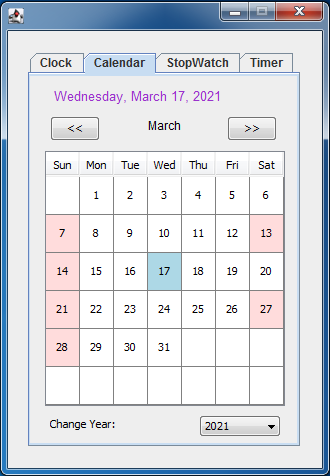 Clock Calendar StopWatch Timer
Wednesday, March 17, 2021
<< March >>
Sun Mon Tue Wed Thu Fri Sat
1 2 3 4 5 6
7 8 9 10 11 12 13
14 15 16 17 18 19 20
21 22 23 24 25 26 27
28 29 30 31
Change Year: 2021